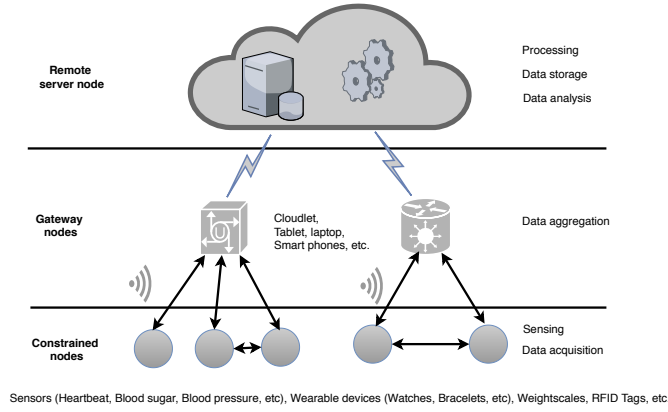 Remote
server node
Processing
Data storage
Data analysis
Gateway
nodes
U
Cloudlet,
Tablet, laptop,
Smart phones, etc.
Data aggregation
Constrained
nodes
Sensing
Data acquisition
Sensors (Heartbeat, Blood sugar, Blood pressure, etc), Wearable devices (Watches, Bracelets, etc), Weightscales, RFID Tags, etc